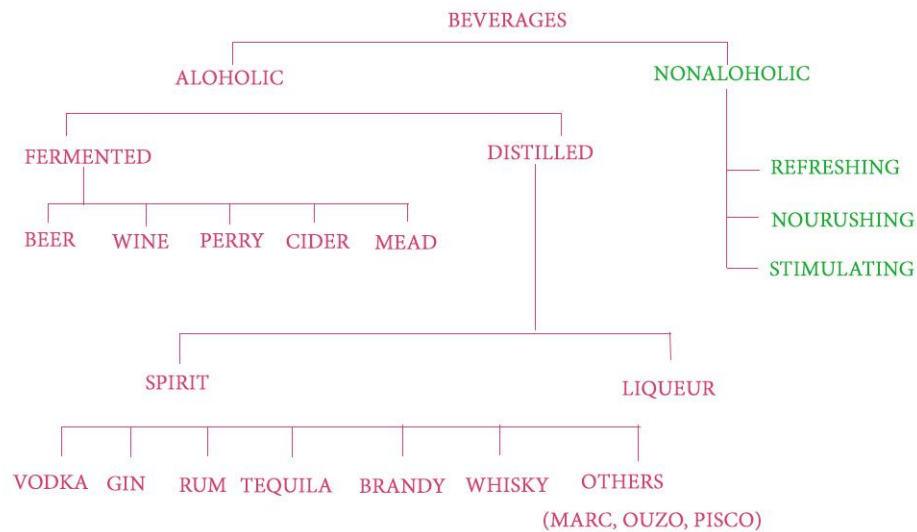 BEVERAGES
ALOHOLIC
NONALOHOLIC
FERMENTED
DISTILLED
REFRESHING
NOURUSHING
STIMULATING
BEER WINE PERRY CIDER MEAD
SPIRIT
LIQUEUR
VODKA GIN RUM TEQUILA BRANDY WHISKY OTHERS
(MARC, OUZO, PISCO)